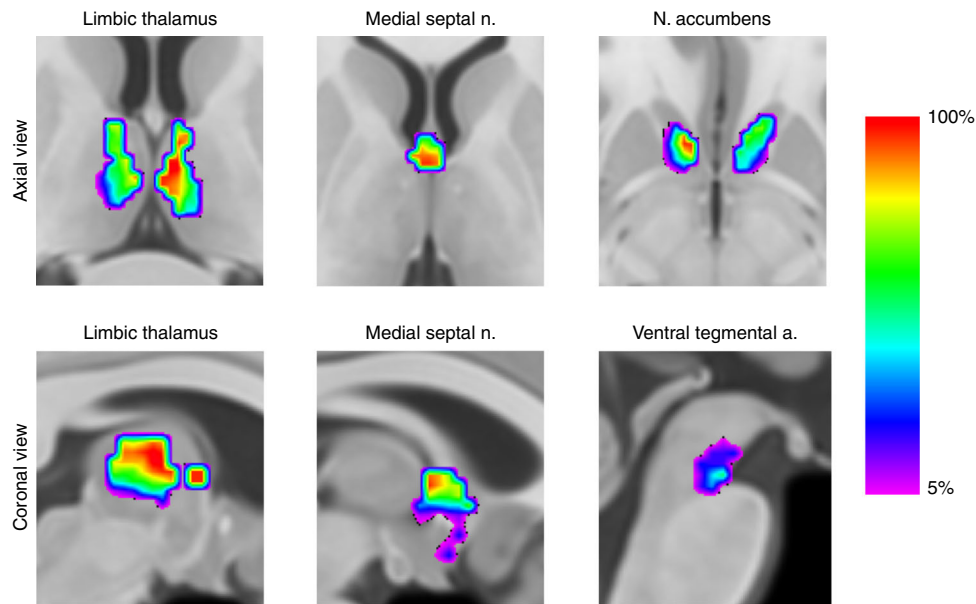 Limbic thalamus
Medial septal n.
N. accumbens
Axial view
100%
5%
Limbic thalamus
Medial septal n.
Ventral tegmental a.
Coronal view